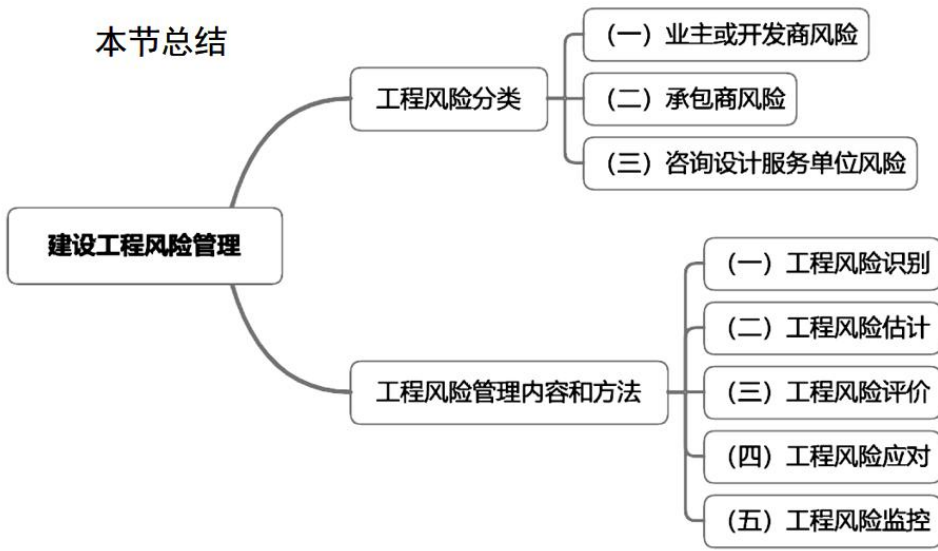 本节总结
建设工程风险管理
工程风险分类
（一）业主或开发商风险
（二）承包商风险
（三）咨询设计服务单位风险
工程风险管理内容和方法
（一）工程风险识别
（二）工程风险估计
（三）工程风险评价
（四）工程风险应对
（五）工程风险监控